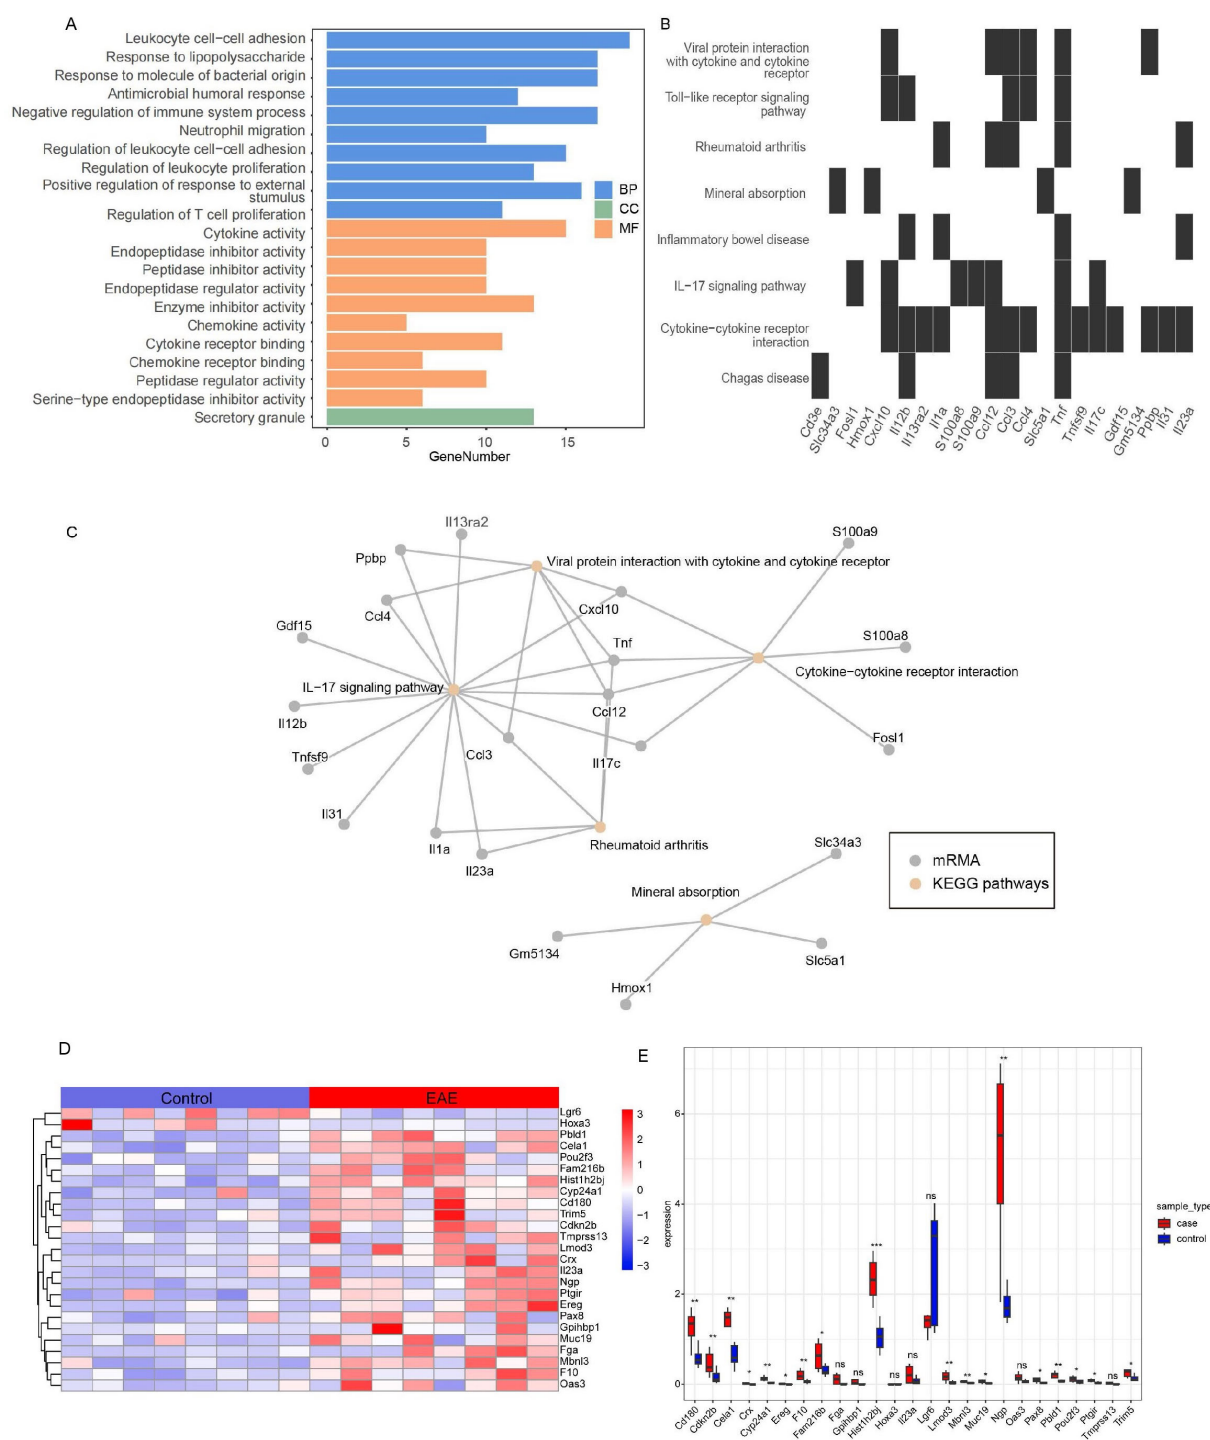 A
Leukocyte cell−cell adhesion
Response to lipopolysaccharide
Response to molecule of bacterial origin
Antimicrobial humoral response
Negative regulation of immune system process
Neutrophil migration
Regulation of leukocyte cell−cell adhesion
Regulation of leukocyte proliferation
Positive regulation of response to external
stumulus
Regulation of T cell proliferation
Cytokine activity
Endopeptidase inhibitor activity
Peptidase inhibitor activity
Endopeptidase regulator activity
Enzyme inhibitor activity
Chemokine activity
Cytokine receptor binding
Chemokine receptor binding
Peptidase regulator activity
Serine−type endopeptidase inhibitor activity
Secretory granule
0 5 10 15
GeneNumber
BP
CC
MF
B
Viral protein interaction
with cytokine and cytokine
receptor
Toll−like receptor signaling
pathway
Rheumatoid arthritis
Mineral absorption
Inflammatory bowel disease
IL−17 signaling pathway
Cytokine−cytokine receptor
interaction
Chagas disease
Cd3e
Slc34a3
Fosl1
Hmox1
Cxcl10
Il12b
Il13ra2
Il1a
S100a8
S100a9
Ccl12
Ccl3
Ccl4
Slc5a1
Tnf
Tnfsf9
Il17c
Gdf15
Gm5134
Ppbp
Il31
Il23a
C
Il13ra2
S100a9
Ppbp
Viral protein interaction with cytokine and cytokine receptor
Cxcl10
Ccl4
Gdf15
Tnf
S100a8
Cytokine−cytokine receptor interaction
IL−17 signaling pathway
Ccl12
Il12b
Fosl1
Tnfsf9
Ccl3
Il17c
Il31
Il1a
Rheumatoid arthritis
Il23a
Slc34a3
mRMA
KEGG pathways
Mineral absorption
Gm5134
Slc5a1
Hmox1
D
Control EAE
Lgr6
Hoxa3
Pbld1
Cela1
Pou2f3
Fam216b
Hist1h2bj
Cyp24a1
Cd180
Trim5
Cdkn2b
Tmprss13
Lmod3
Crx
Il23a
Ngp
Ptgir
Ereg
Pax8
Gpihbp1
Muc19
Fga
Mbnl3
F10
Oas3
3
2
1
0
−1
−2
−3
E
expression
6
4
2
0
** ** ** * ** * ** * ns ns *** ns ns ns ** ** * ** ns * ** * * ns *
Cd180
Cdkn2b
Cela1
Crx
Cyp24a1
Ereg
F10
Fam216b
Fga
Gpihbp1
Hist1h2bj
Hoxa3
Il23a
Lgr6
Lmod3
Mbnl3
Muc19
Ngp
Oas3
Pax8
Pbld1
Pou2f3
Ptgir
Tmprss13
Trim5
sample_type
case
control